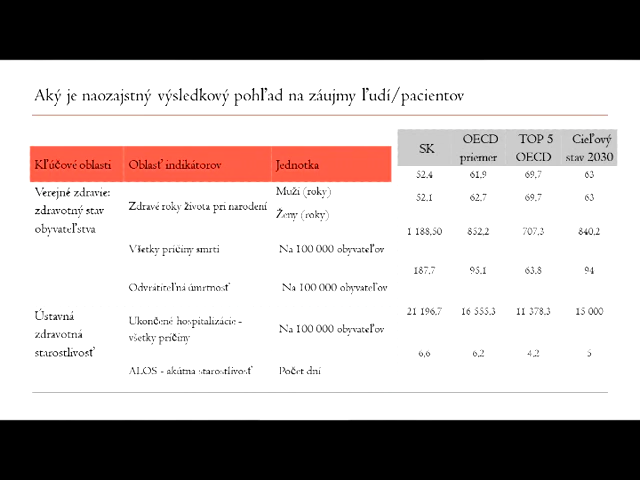 Aký je naozajstný výsledkový pohľad na záujmy ľudí/pacientov
Kľúčové oblasti Oblasť indikátorov Jednotka SK OECD priemer TOP 5 OECD Cieľový stav 2030
Verejné zdravie: zdravotný stav obyvateľstva
Zdravé roky života pri narodení Muži (roky) 52,4 61,9 69,7 63
Ženy (roky) 52,1 62,7 69,7 63
Všetky príčiny smrti Na 100 000 obyvateľov 1 188,50 852,2 707,3 840,2
Odvrátiteľná úmrtnosť Na 100 000 obyvateľov 187,7 95,1 63,8 94
Ústavná zdravotná starostlivosť
Ukončené hospitalizácie - všetky príčiny Na 100 000 obyvateľov 21 196,7 16 555,3 11 378,3 15 000
ALOS - akútna starostlivosť Počet dní 6,6 6,2 4,2 5